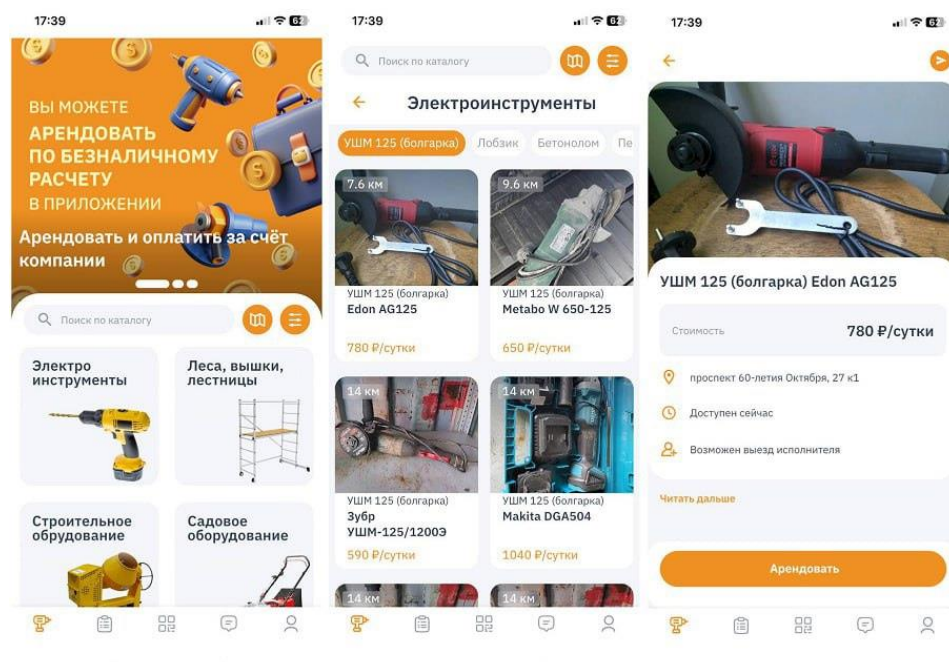 17:39
62
ВЫ МОЖЕТЕ
АРЕНДОВАТЬ
ПО БЕЗНАЛИЧНОМУ
РАСЧЕТУ
В ПРИЛОЖЕНИИ
Арендовать и оплатить за счёт
компании
Поиск по каталогу
Электро
инструменты
Леса, вышки,
лестницы
Строительное
обрудование
Садовое
оборудование
17:39
62
Поиск по каталогу
Электроинструменты
УШМ 125 (болгарка)
Лобзик
Бетонолом
Пе
7.6 км
УШМ 125 (болгарка)
Edon AG125
780 ₽/сутки
9.6 км
УШМ 125 (болгарка)
Metabo W 650-125
650 ₽/сутки
14 км
УШМ 125 (болгарка)
Зубр
УШМ-125/1200Э
590 ₽/сутки
14 км
УШМ 125 (болгарка)
Makita DGA504
1040 ₽/сутки
14 км
14 км
17:39
62
УШМ 125 (болгарка) Edon AG125
Стоимость
780 ₽/сутки
проспект 60-летия Октября, 27 к1
Доступен сейчас
Возможен выезд исполнителя
Читать дальше
Арендовать